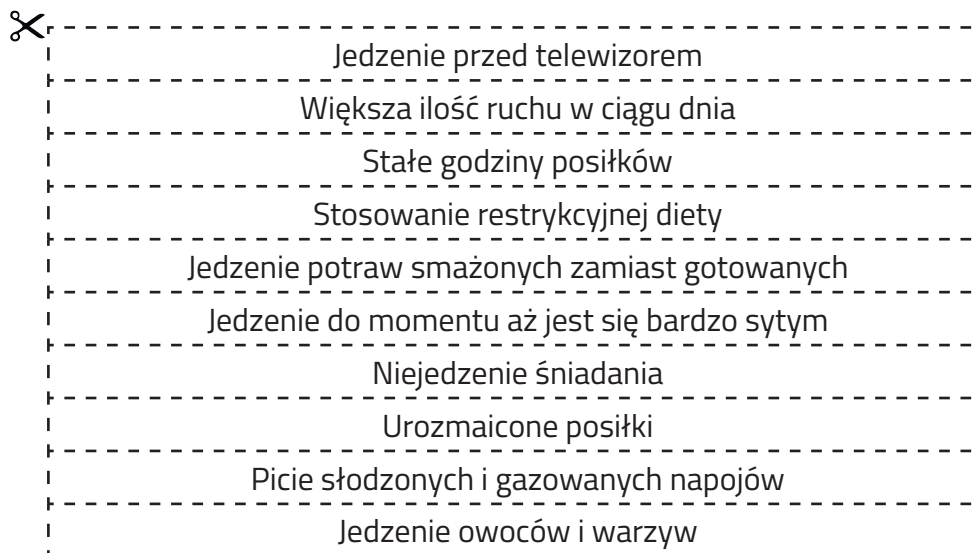 Jedzenie przed telewizorem
Większa ilość ruchu w ciągu dnia
Stałe godziny posiłków
Stosowanie restrykcyjnej diety
Jedzenie potraw smażonych zamiast gotowanych
Jedzenie do momentu aż jest się bardzo sytym
Niejedzenie śniadania
Urozmaicone posiłki
Picie słodzonych i gazowanych napojów
Jedzenie owoców i warzyw